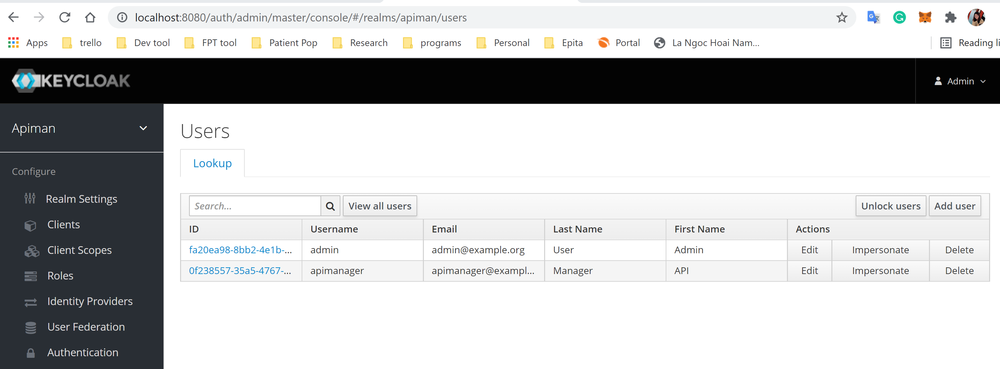 localhost:8080/auth/admin/master/console/#/realms/apiman/users
Apps trello Dev tool FPT tool Patient Pop Research programs Personal Epita Portal La Ngoc Hoai Nam... Reading li
KEYCLOAK
Admin
Apiman
Configure
Realm Settings
Clients
Client Scopes
Roles
Identity Providers
User Federation
Authentication
Users
Lookup
Search... View all users Unlock users Add user
ID Username Email Last Name First Name Actions
fa20ea98-8bb2-4e1b-... admin admin@example.org User Admin Edit Impersonate Delete
0f238557-35a5-4767-... apimanager apimanager@exampl... Manager API Edit Impersonate Delete